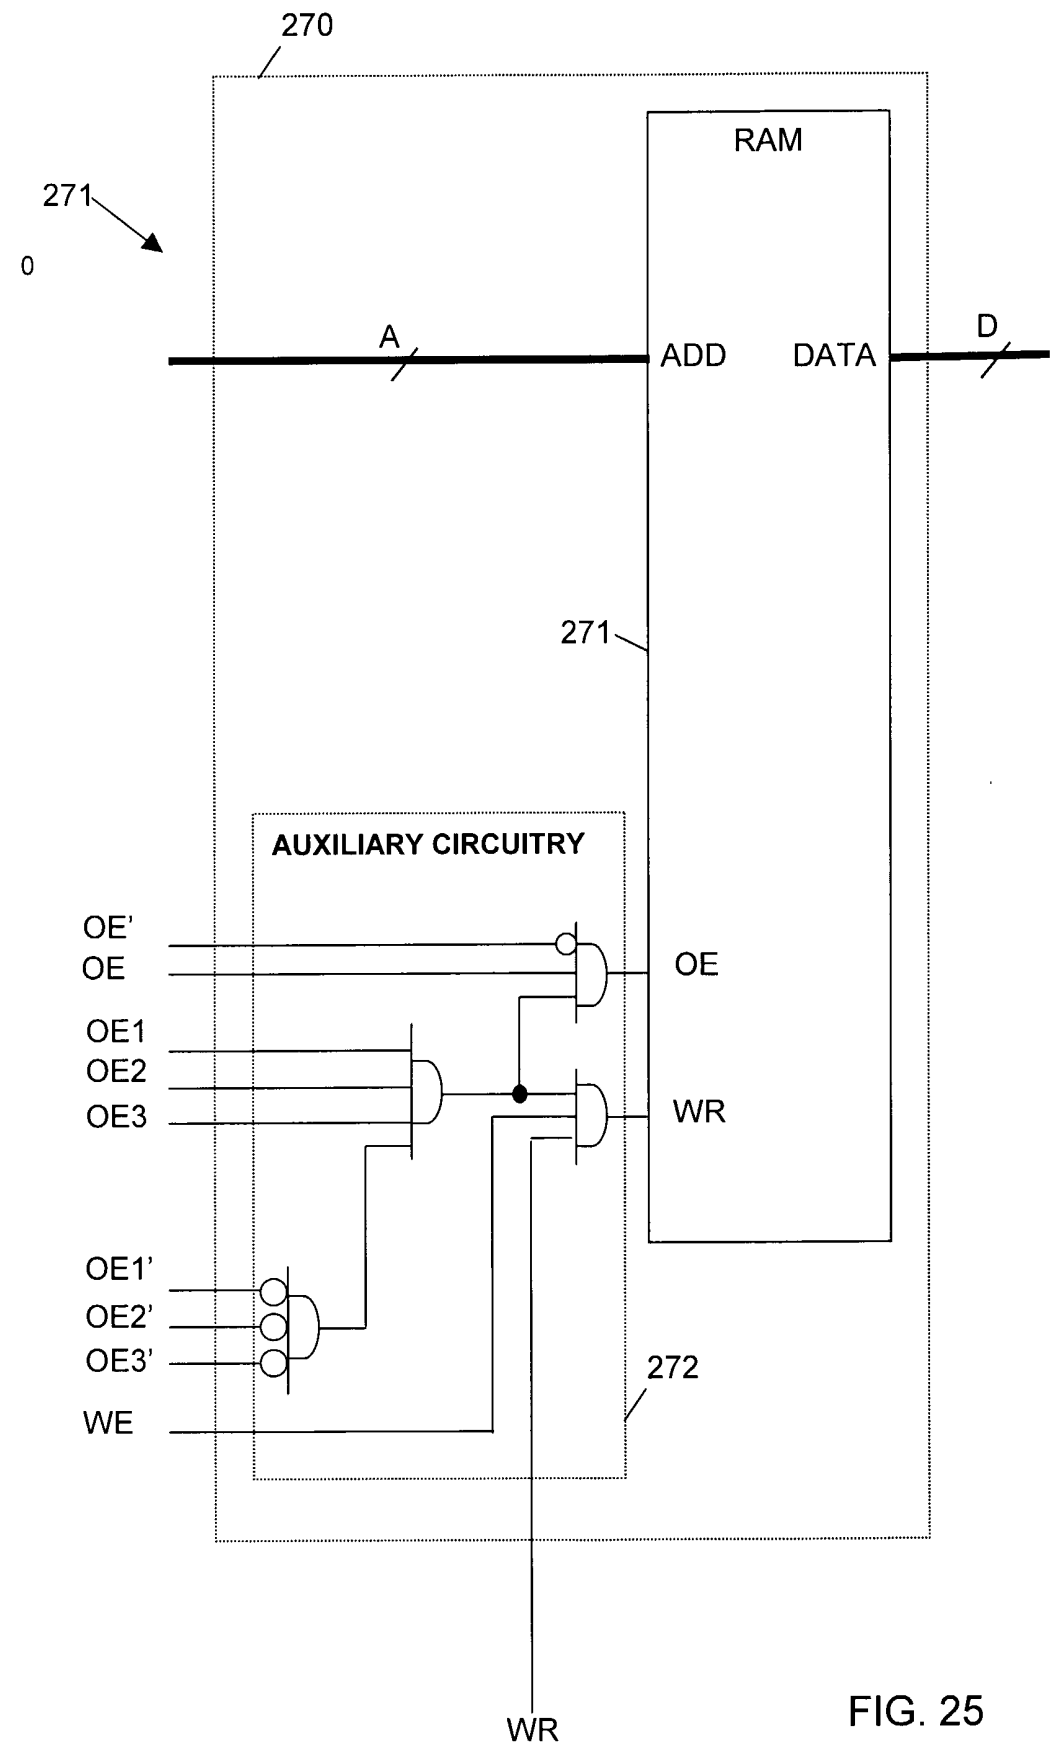 270
RAM
271
0
A
D
ADD
DATA
271
AUXILIARY CIRCUITRY
OE'
OE
OE
OE1
OE2
OE3
WR
OE1'
OE2'
OE3'
272
WE
FIG. 25
WR